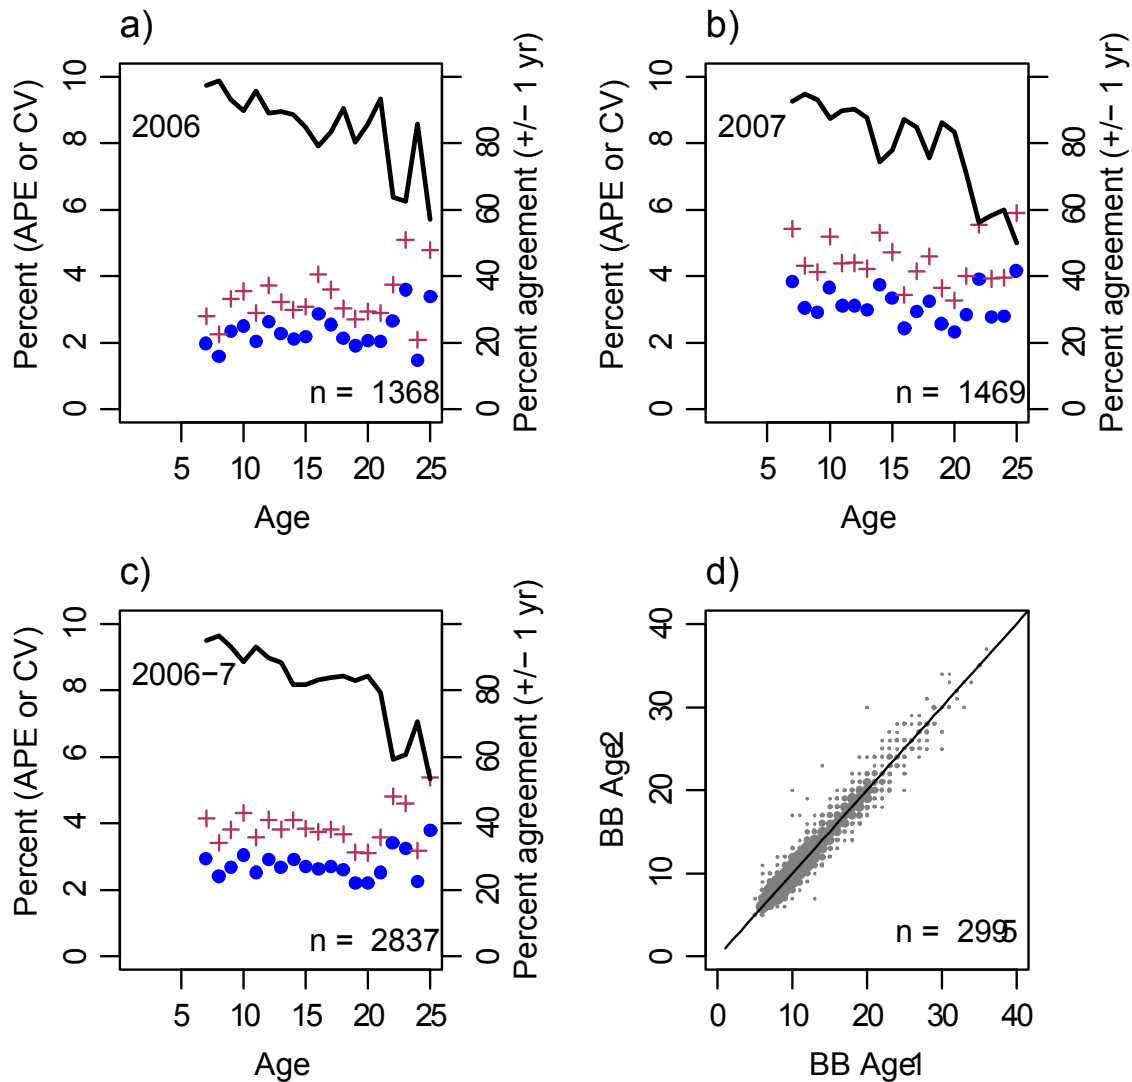 a)
Percent (APE or CV)
0 2 4 6 8 10
2006
n = 1368
0 20 40 60 80
Percent agreement (+/− 1 yr)
5 10 15 20 25
Age
b)
Percent (APE or CV)
0 2 4 6 8 10
2007
n = 1469
0 20 40 60 80
Percent agreement (+/− 1 yr)
5 10 15 20 25
Age
c)
Percent (APE or CV)
0 2 4 6 8 10
2006−7
n = 2837
0 20 40 60 80
Percent agreement (+/− 1 yr)
5 10 15 20 25
Age
d)
BB Age2
0 10 20 30 40
n = 2995
0 10 20 30 40
BB Age1